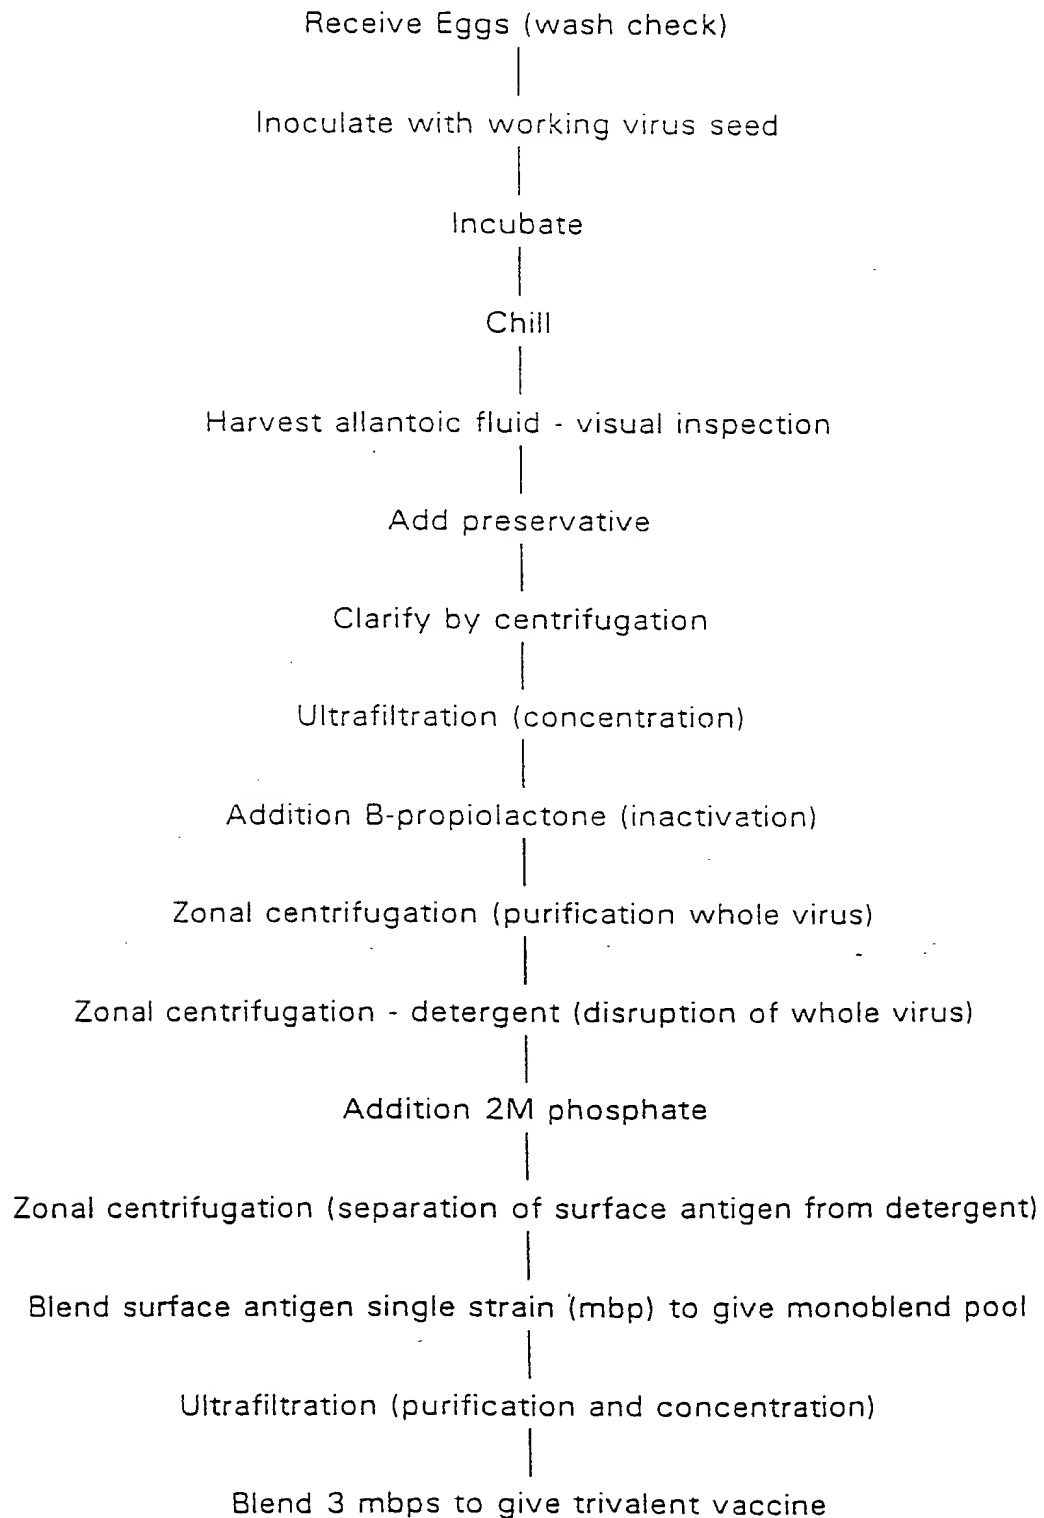 Receive Eggs (wash check)
Inoculate with working virus seed
Incubate
Chill
Harvest allantoic fluid - visual inspection
Add preservative
Clarify by centrifugation
Ultrafiltration (concentration)
Addition B-propiolactone (inactivation)
Zonal centrifugation (purification whole virus)
Zonal centrifugation - detergent (disruption of whole virus)
Addition 2M phosphate
Zonal centrifugation (separation of surface antigen from detergent)
Blend surface antigen single strain (mbp) to give monoblend pool
Ultrafiltration (purification and concentration)
Blend 3 mbps to give trivalent vaccine